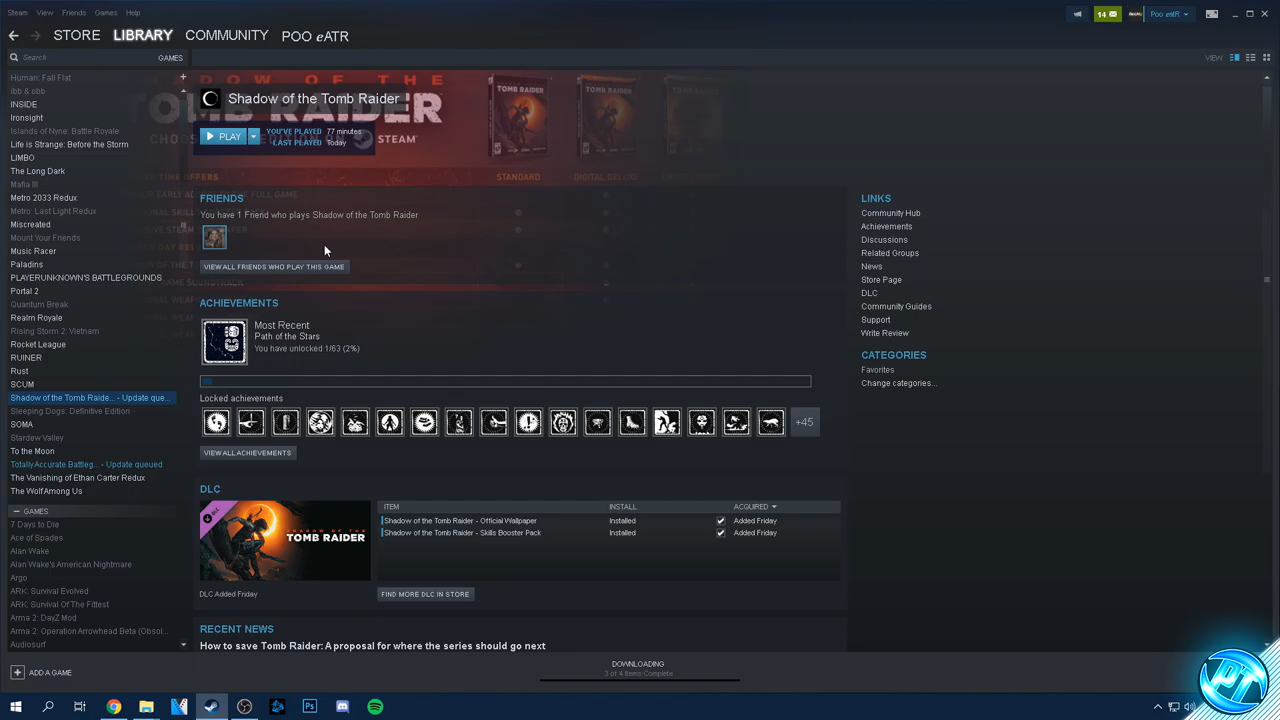 Steam View Friends Games Help
14
Poo eatR
STORE LIBRARY COMMUNITY POO eATR
Search
GAMES
VIEW
Human: Fall Flat
ibb & obb
INSIDE
Ironsight
Islands of Nyne: Battle Royale
Life is Strange: Before the Storm
LIMBO
The Long Dark
Mafia III
Metro 2033 Redux
Metro: Last Light Redux
Miscreated
Mount Your Friends
Music Racer
Paladins
PLAYERUNKNOWN'S BATTLEGROUNDS
Portal 2
Quantum Break
Realm Royale
Rising Storm 2: Vietnam
Rocket League
RUINER
Rust
SCUM
Shadow of the Tomb Raide... - Update que...
Sleeping Dogs: Definitive Edition
SOMA
Stardew Valley
To the Moon
Totally Accurate Battleg... - Update queued
The Vanishing of Ethan Carter Redux
The Wolf Among Us
GAMES
7 Days to Die
Ace of Spades
Alan Wake
Alan Wake's American Nightmare
Argo
ARK: Survival Evolved
ARK: Survival Of The Fittest
Arma 2: DayZ Mod
Arma 2: Operation Arrowhead Beta (Obsol...
Audiosurf
ADD A GAME
Shadow of the Tomb Raider
TOMB RAIDER
STEAM
STANDARD
DIGITAL DELUXE
PLAY
YOU'VE PLAYED 77 minutes
LAST PLAYED Today
FRIENDS
You have 1 Friend who plays Shadow of the Tomb Raider
VIEW ALL FRIENDS WHO PLAY THIS GAME
ACHIEVEMENTS
Most Recent
Path of the Stars
You have unlocked 1/63 (2%)
Locked achievements
+45
VIEW ALL ACHIEVEMENTS
DLC
TOMB RAIDER
DLC Added Friday
ITEM INSTALL ACQUIRED
Shadow of the Tomb Raider - Official Wallpaper Installed Added Friday
Shadow of the Tomb Raider - Skills Booster Pack Installed Added Friday
FIND MORE DLC IN STORE
RECENT NEWS
How to save Tomb Raider: A proposal for where the series should go next
LINKS
Community Hub
Achievements
Discussions
Related Groups
News
Store Page
DLC
Community Guides
Support
Write Review
CATEGORIES
Favorites
Change categories...
DOWNLOADING
3 of 4 Items Complete
Ps
PT